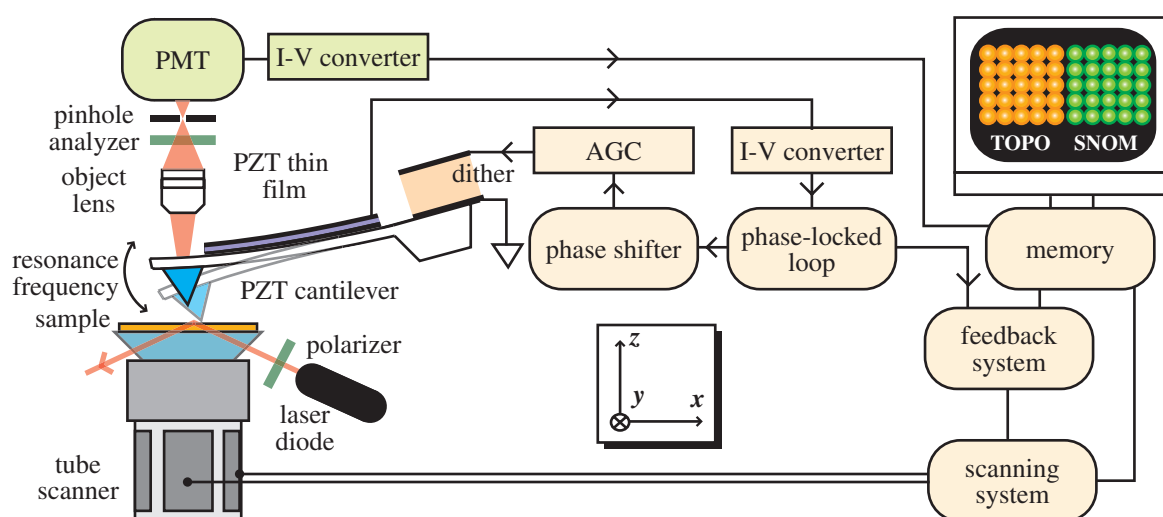 PMT
I-V converter
pinhole
analyzer
object
lens
PZT thin
film
dither
AGC
I-V converter
TOPO SNOM
phase shifter
phase-locked
loop
memory
resonance
frequency
PZT cantilever
sample
polarizer
laser
diode
z
y
x
feedback
system
tube
scanner
scanning
system